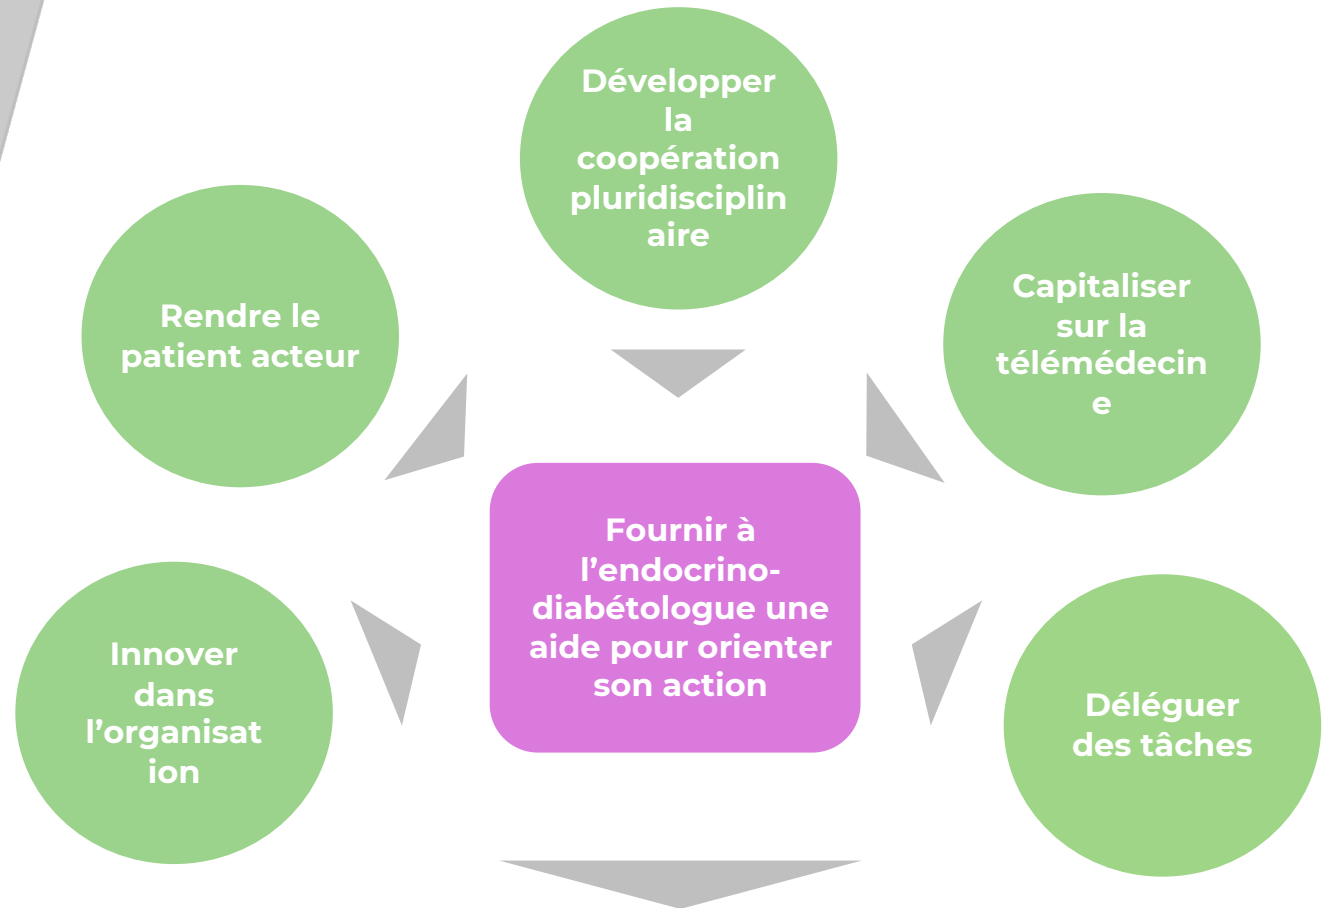 Développer
la
coopération
pluridisciplin
aire
Rendre le
patient acteur
Capitaliser
sur la
télémédecin
e
Fournir à
l’endocrino-
diabétologue une
aide pour orienter
son action
Innover
dans
l’organisat
ion
Déléguer
des tâches